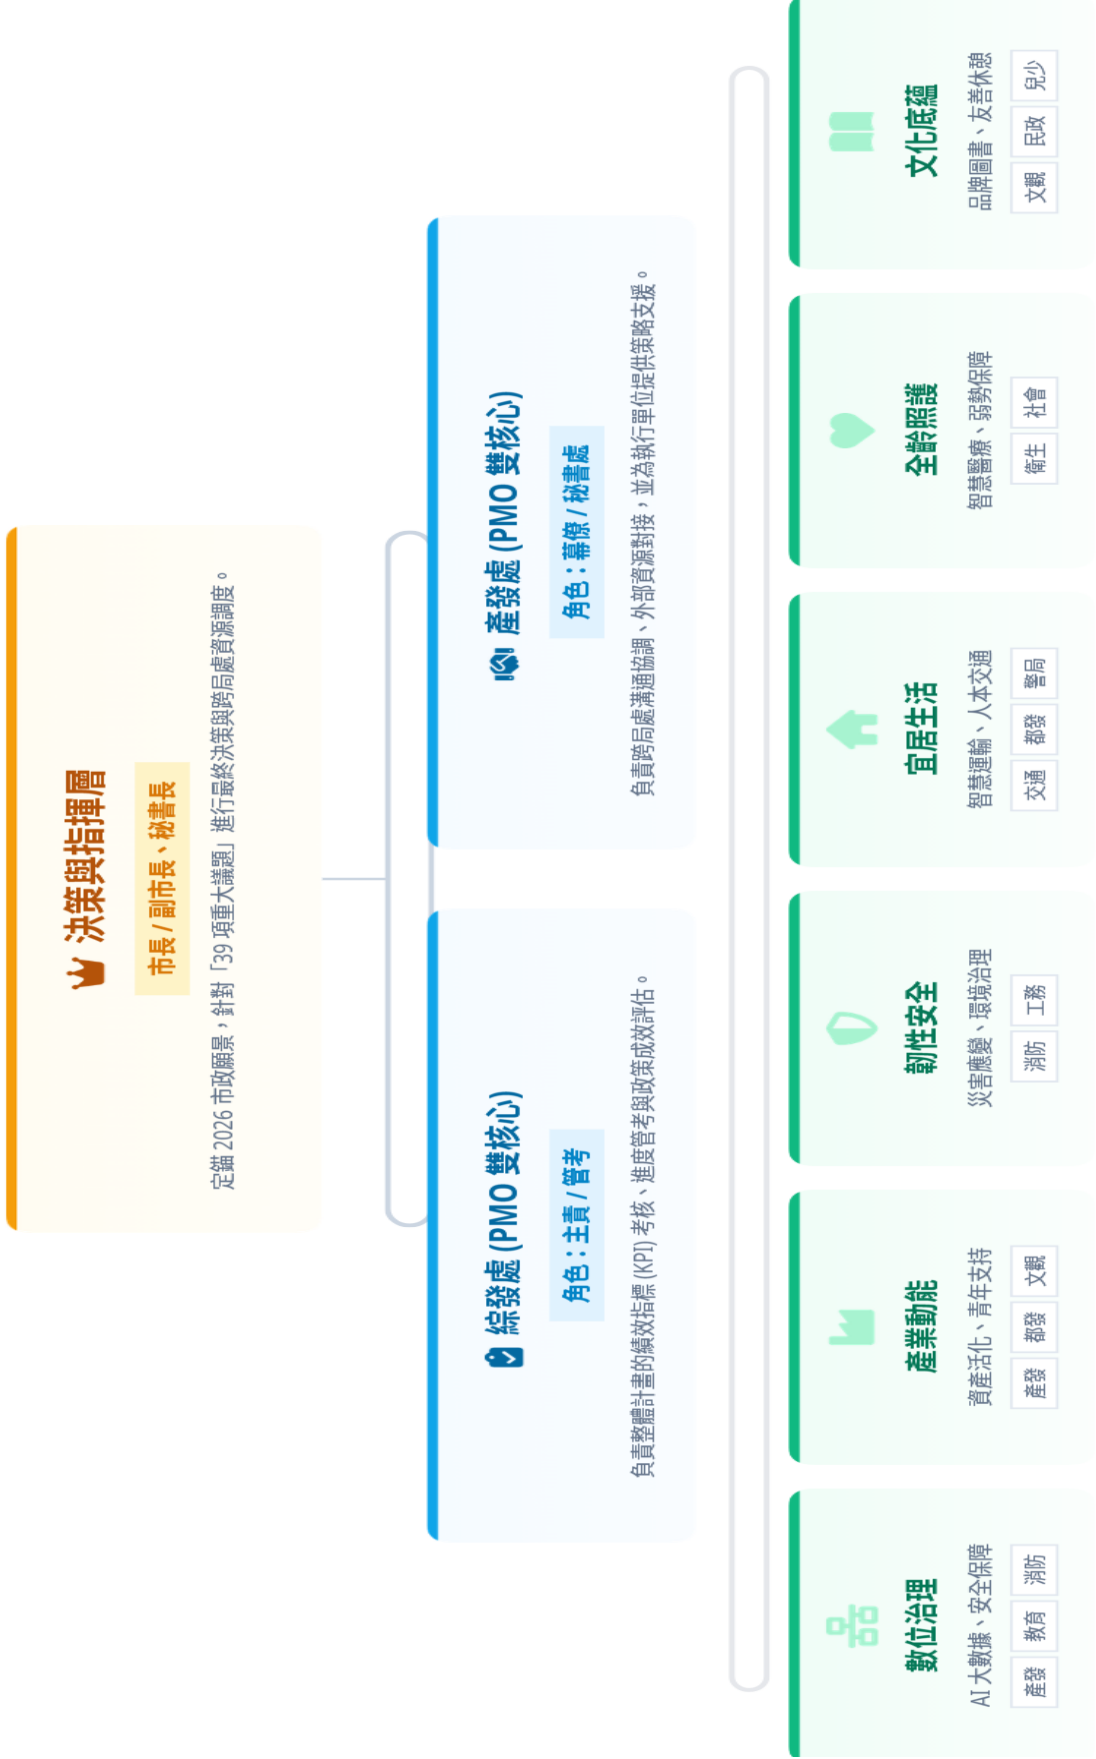 決策與指揮層
市長 / 副市長、秘書長
定錨 2026 市政願景，針對「39 項重大議題」進行最終決策與跨局處資源調度。
綜發處 (PMO 雙核心)
角色：主責 / 管考
負責整體計畫的績效指標 (KPI) 考核、進度管考與政策成效評估。
產發處 (PMO 雙核心)
角色：幕僚 / 秘書處
負責跨局處溝通協調、外部資源對接，並為執行單位提供策略支援。
數位治理
AI 大數據、安全保障
產發 教育 消防
產業動能
資產活化、青年支持
產發 都發 文觀
韌性安全
災害應變、環境治理
消防 工務
宜居生活
智慧運輸、人本交通
交通 都發 警局
全齡照護
智慧醫療、弱勢保障
衛生 社會
文化底蘊
品牌圖書、友善休憩
文觀 民政 兒少